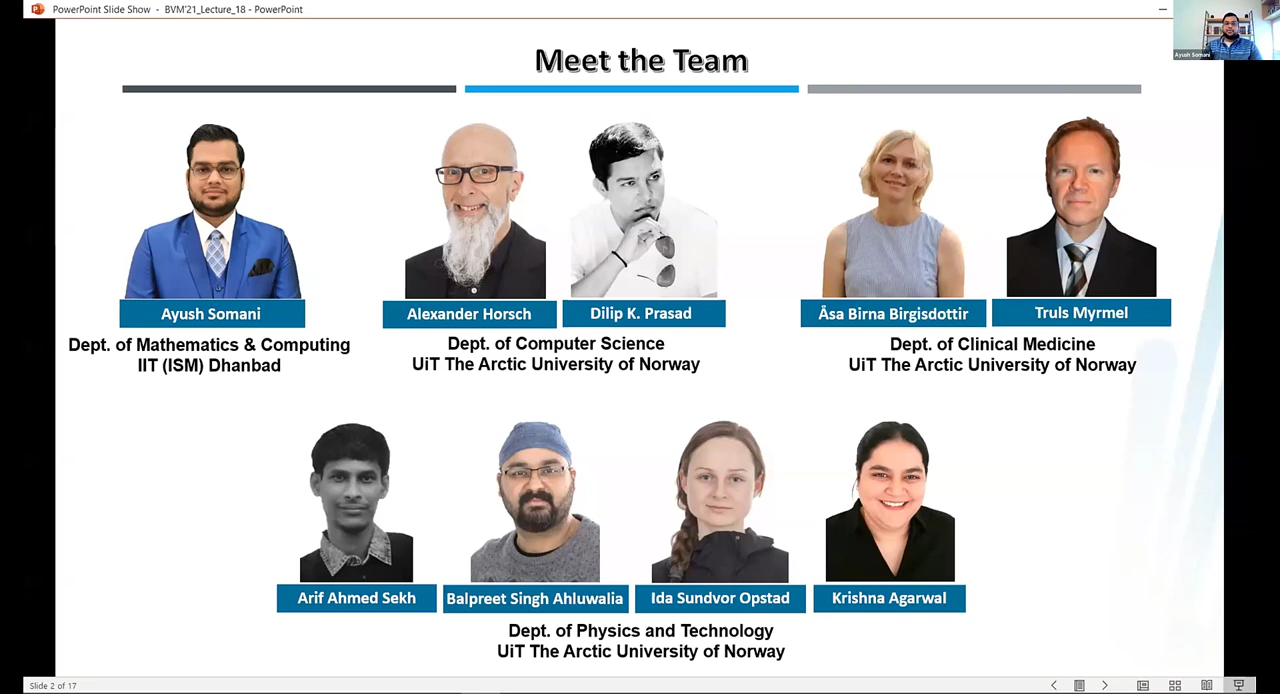 PowerPoint Slide Show - BVM'21_Lecture_18 - PowerPoint
Ayush Somani
Meet the Team
Ayush Somani
Dept. of Mathematics & Computing
IIT (ISM) Dhanbad
Alexander Horsch
Dilip K. Prasad
Dept. of Computer Science
UiT The Arctic University of Norway
Åsa Birna Birgisdottir
Truls Myrmel
Dept. of Clinical Medicine
UiT The Arctic University of Norway
Arif Ahmed Sekh
Balpreet Singh Ahluwalia
Ida Sundvor Opstad
Krishna Agarwal
Dept. of Physics and Technology
UiT The Arctic University of Norway
Slide 2 of 17